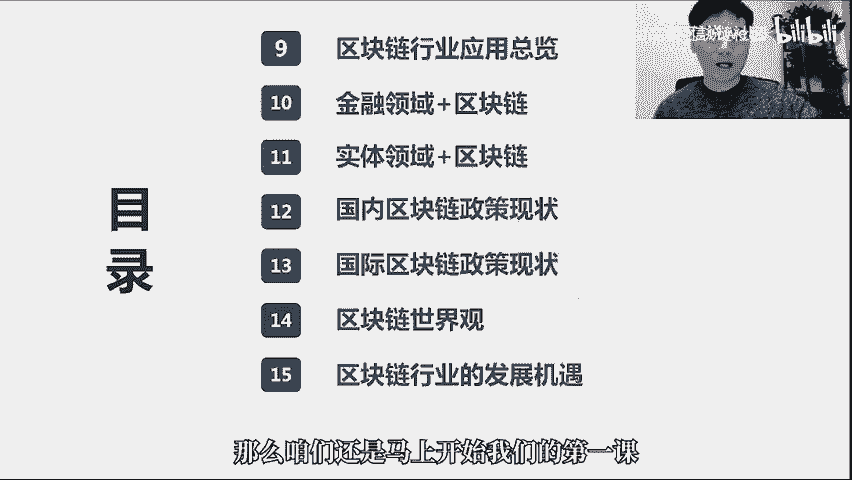 bilibili
目录
9 区块链行业应用总览
10 金融领域+区块链
11 实体领域+区块链
12 国内区块链政策现状
13 国际区块链政策现状
14 区块链世界观
15 区块链行业的发展机遇
那么咱们还是马上开始我们的第一课